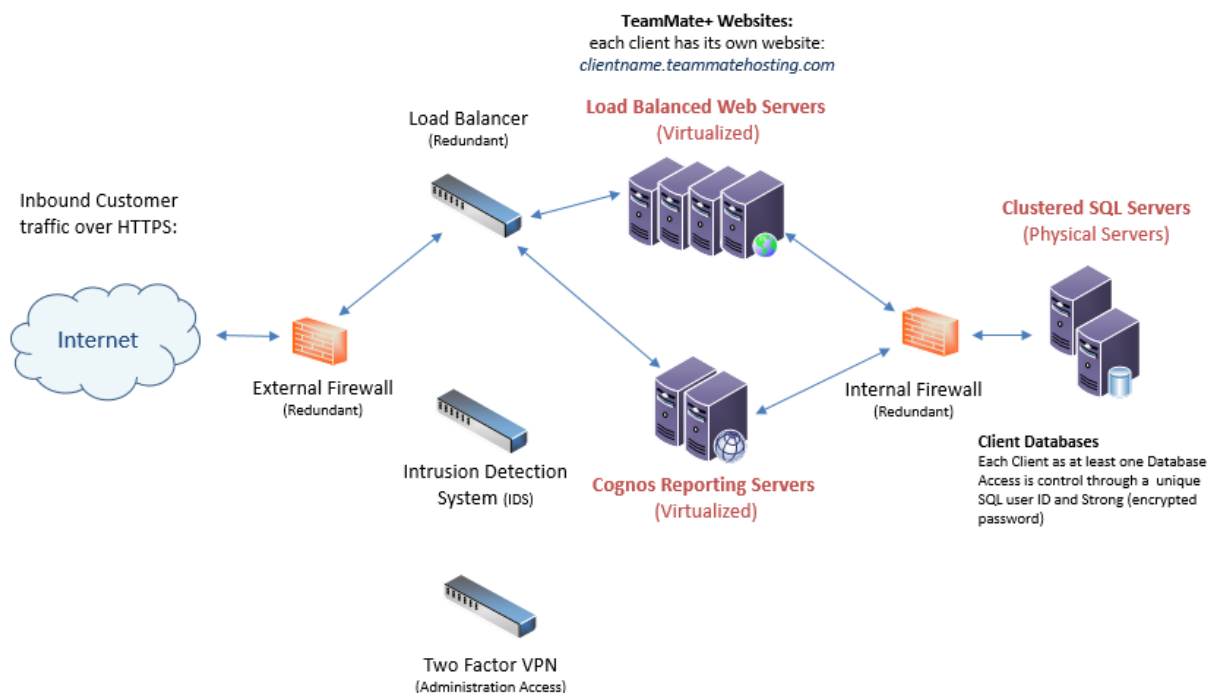 TeamMate+ Websites:
each client has its own website:
clientname.teammatehosting.com
Load Balanced Web Servers
(Virtualized)
Load Balancer
(Redundant)
Inbound Customer
traffic over HTTPS:
Internet
External Firewall
(Redundant)
Intrusion Detection
System (IDS)
Two Factor VPN
(Administration Access)
Cognos Reporting Servers
(Virtualized)
Internal Firewall
(Redundant)
Clustered SQL Servers
(Physical Servers)
Client Databases
Each Client as at least one Database
Access is control through a unique
SQL user ID and Strong (encrypted
password)